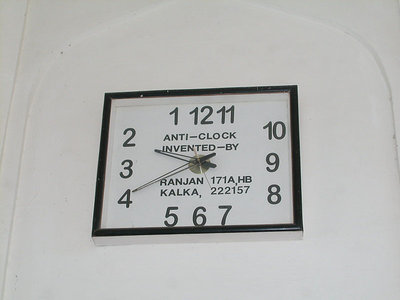 1 12 11
2 10
ANTI-CLOCK
INVENTED-BY
3 9
RANJAN 171A,HB
4 8
KALKA, 222157
5 6 7